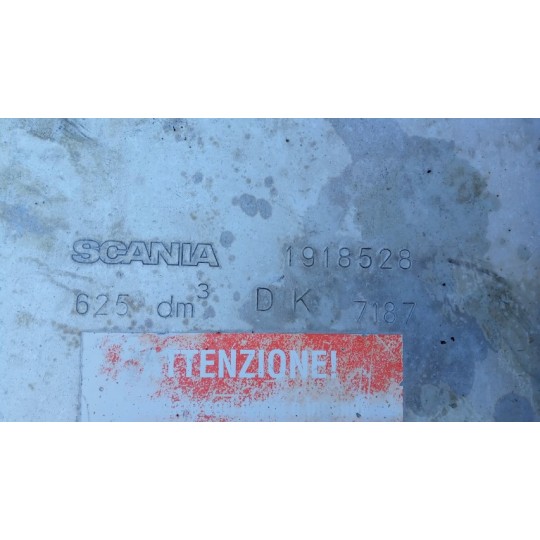 SCANIA 1918528
625 dm³ DK 7187
TTENZIONE!